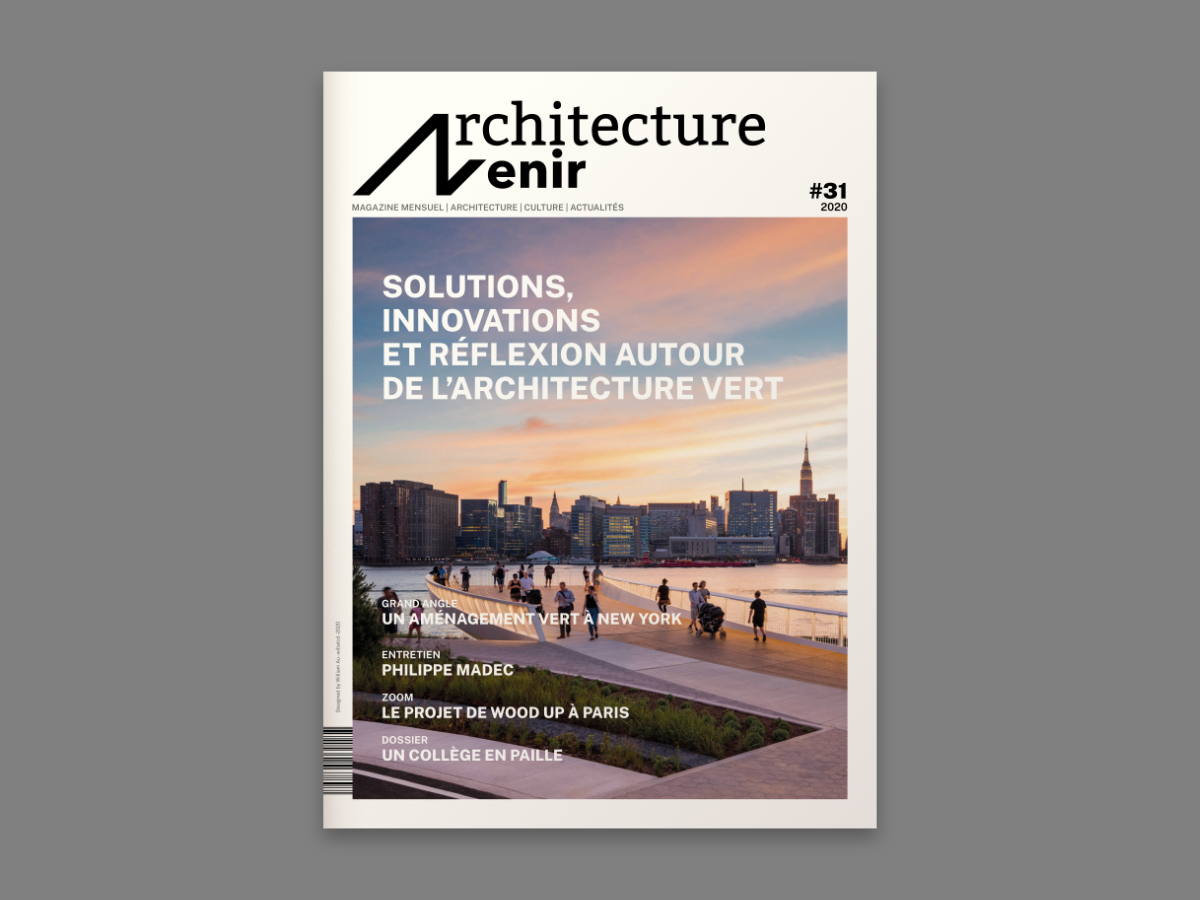 Architecture
Avenir
MAGAZINE MENSUEL | ARCHITECTURE | CULTURE | ACTUALITÉS
#31
2020
SOLUTIONS,
INNOVATIONS
ET RÉFLEXION AUTOUR
DE L'ARCHITECTURE VERT
GRAND ANGLE
UN AMÉNAGEMENT VERT À NEW YORK
ENTRETIEN
PHILIPPE MADEC
ZOOM
LE PROJET DE WOOD UP À PARIS
DOSSIER
UN COLLÈGE EN PAILLE